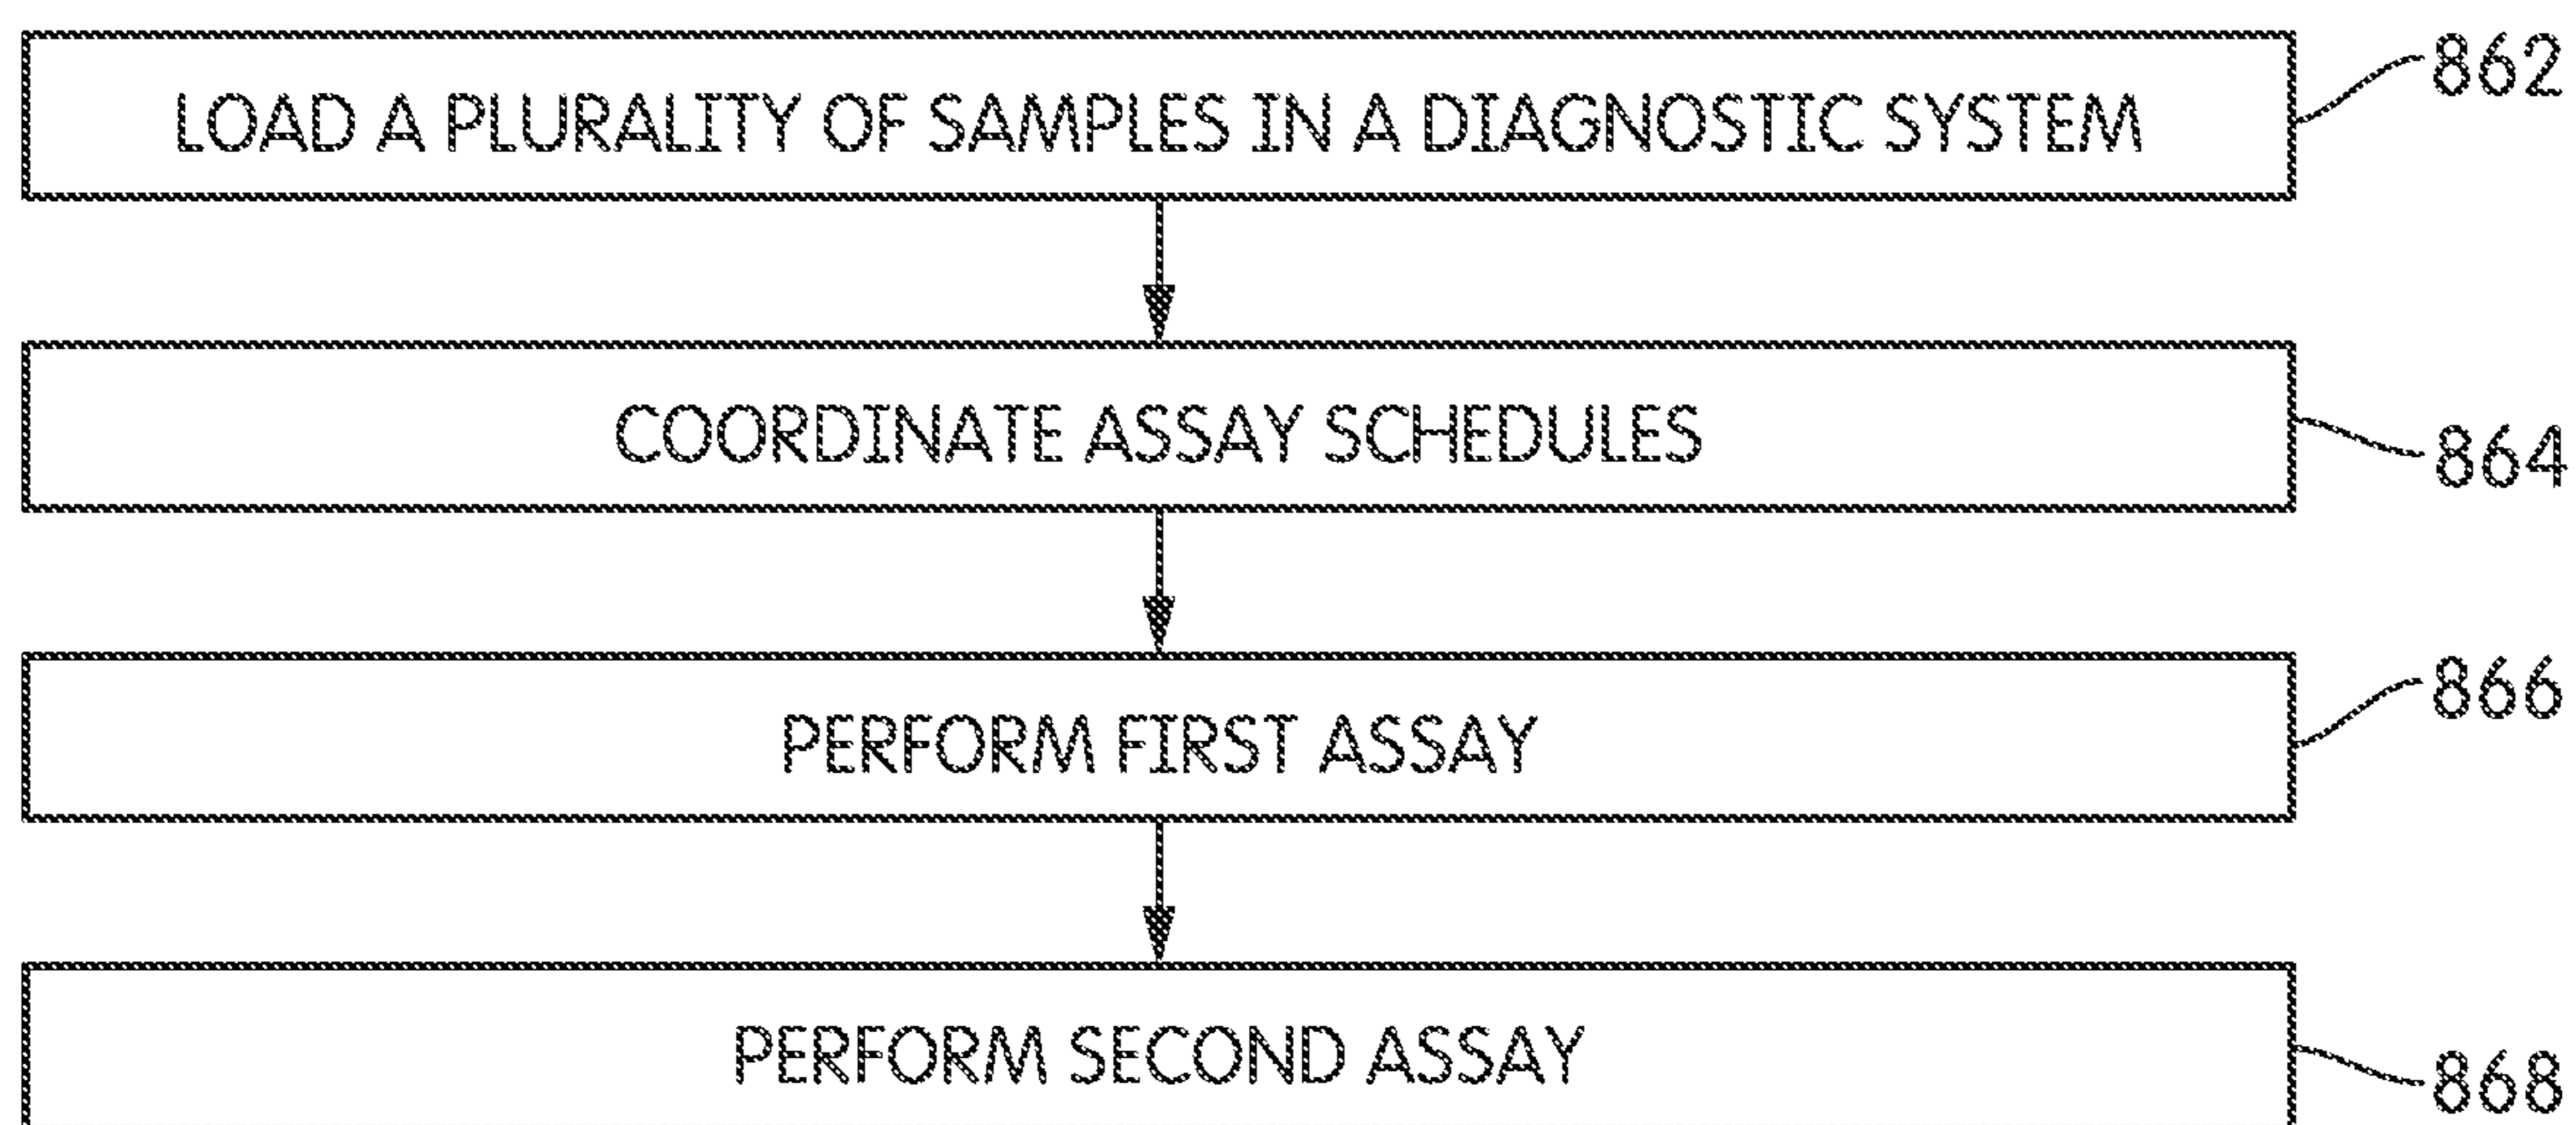 LOAD A PLURALITY OF SAMPLES IN A DIAGNOSTIC SYSTEM
862
COORDINATE ASSAY SCHEDULES
864
PERFORM FIRST ASSAY
866
PERFORM SECOND ASSAY
868